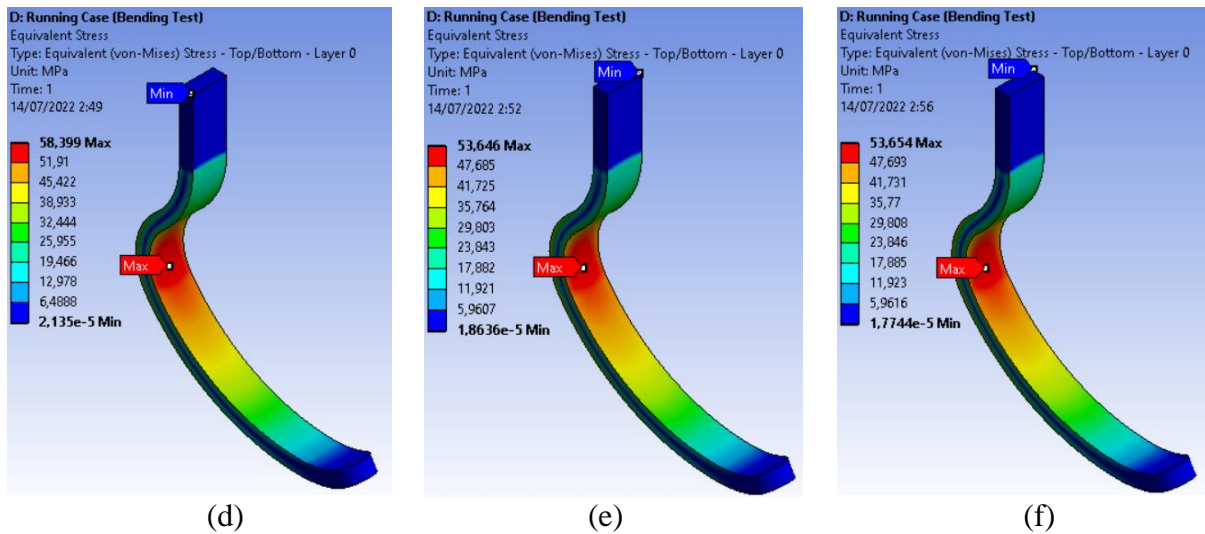 D: Running Case (Bending Test)
Equivalent Stress
Type: Equivalent (von-Mises) Stress - Top/Bottom - Layer 0
Unit: MPa
Time: 1
14/07/2022 2:49
Min
58,399 Max
51,91
45,422
38,933
32,444
25,955
19,466
12,978
6,4888
2,135e-5 Min
Max
(d)
D: Running Case (Bending Test)
Equivalent Stress
Type: Equivalent (von-Mises) Stress - Top/Bottom - Layer 0
Unit: MPa
Time: 1
14/07/2022 2:52
Min
53,646 Max
47,685
41,725
35,764
29,803
23,843
17,882
11,921
5,9607
1,8636e-5 Min
Max
(e)
D: Running Case (Bending Test)
Equivalent Stress
Type: Equivalent (von-Mises) Stress - Top/Bottom - Layer 0
Unit: MPa
Time: 1
14/07/2022 2:56
Min
53,654 Max
47,693
41,731
35,77
29,808
23,846
17,885
11,923
5,9616
1,7744e-5 Min
Max
(f)